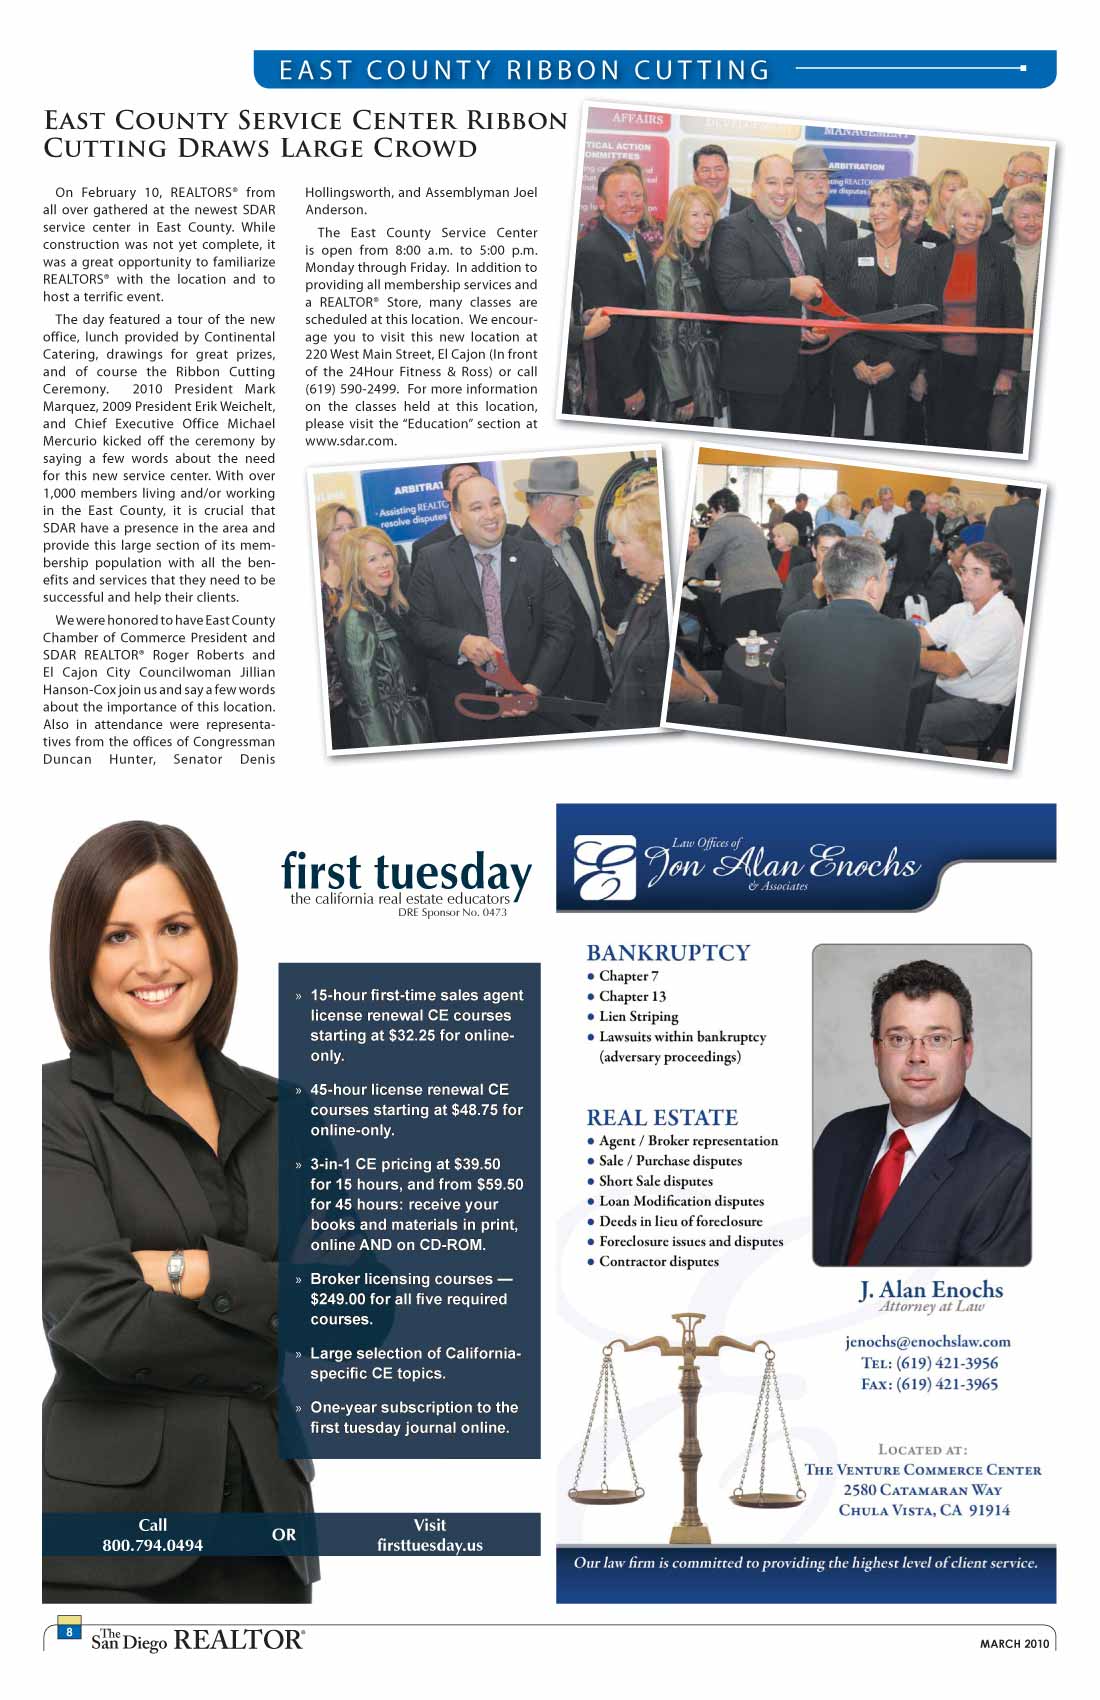 EAST COUNTY RIBBON CUTTING
East County Service Center Ribbon
Cutting Draws Large Crowd
On February 10, REALTORS® from
all over gathered at the newest SDAR
service center in East County. While
construction was not yet complete, it
was a great opportunity to familiarize
REALTORS® with the location and to
host a terrific event.
The day featured a tour of the new
office, lunch provided by Continental
Catering, drawings for great prizes,
and of course the Ribbon Cutting
Ceremony. 2010 President Mark
Marquez, 2009 President Erik Weichelt,
and Chief Executive Office Michael
Mercurio kicked off the ceremony by
saying a few words about the need
for this new service center. With over
1,000 members living and/or working
in the East County, it is crucial that
SDAR have a presence in the area and
provide this large section of its mem-
bership population with all the ben-
efits and services that they need to be
successful and help their clients.
We were honored to have East County
Chamber of Commerce President and
SDAR REALTOR® Roger Roberts and
El Cajon City Councilwoman Jillian
Hanson-Cox join us and say a few words
about the importance of this location.
Also in attendance were representa-
tives from the offices of Congressman
Duncan Hunter, Senator Denis
Hollingsworth, and Assemblyman Joel
Anderson.
The East County Service Center
is open from 8:00 a.m. to 5:00 p.m.
Monday through Friday. In addition to
providing all membership services and
a REALTOR® Store, many classes are
scheduled at this location. We encour-
age you to visit this new location at
220 West Main Street, El Cajon (In front
of the 24Hour Fitness & Ross) or call
(619) 590-2499. For more information
on the classes held at this location,
please visit the "Education" section at
www.sdar.com.
AFFAIRS
DEVELOPMENT
MANAGEMENT
ARBITRATION
ARBITRAT
• Assisting REALTO
resolve disputes
first tuesday
the california real estate educators
DRE Sponsor No. 0473
» 15-hour first-time sales agent
license renewal CE courses
starting at $32.25 for online-
only.
» 45-hour license renewal CE
courses starting at $48.75 for
online-only.
» 3-in-1 CE pricing at $39.50
for 15 hours, and from $59.50
for 45 hours: receive your
books and materials in print,
online AND on CD-ROM.
» Broker licensing courses —
$249.00 for all five required
courses.
» Large selection of California-
specific CE topics.
» One-year subscription to the
first tuesday journal online.
Call
800.794.0494
OR
Visit
firsttuesday.us
E
Law Offices of
Jon Alan Enochs
& Associates
BANKRUPTCY
• Chapter 7
• Chapter 13
• Lien Striping
• Lawsuits within bankruptcy
(adversary proceedings)
REAL ESTATE
• Agent / Broker representation
• Sale / Purchase disputes
• Short Sale disputes
• Loan Modification disputes
• Deeds in lieu of foreclosure
• Foreclosure issues and disputes
• Contractor disputes
J. Alan Enochs
Attorney at Law
jenochs@enochslaw.com
Tel: (619) 421-3956
Fax: (619) 421-3965
Located at:
The Venture Commerce Center
2580 Catamaran Way
Chula Vista, CA 91914
Our law firm is committed to providing the highest level of client service.
8
The San Diego REALTOR®
MARCH 2010